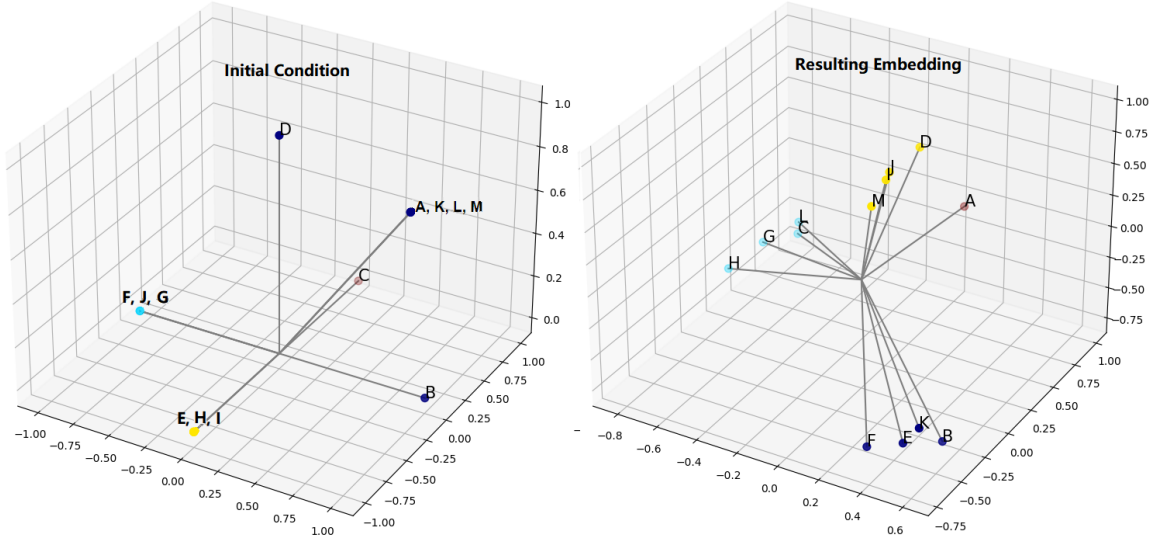 Initial Condition
D
A, K, L, M
C
F, J, G
B
E, H, I
1.0
0.8
0.6
0.4
0.2
0.0
−1.00
−0.75
−0.50
−0.25
0.00
0.25
0.50
0.75
1.00
−1.00
−0.75
−0.50
−0.25
0.00
0.25
0.50
0.75
1.00
Resulting Embedding
D
J
M
A
C
G
H
F
E
K
B
1.00
0.75
0.50
0.25
0.00
−0.25
−0.50
−0.75
−0.8
−0.6
−0.4
−0.2
0.0
0.2
0.4
0.6
−0.75
−0.50
−0.25
0.00
0.25
0.50
0.75
1.00